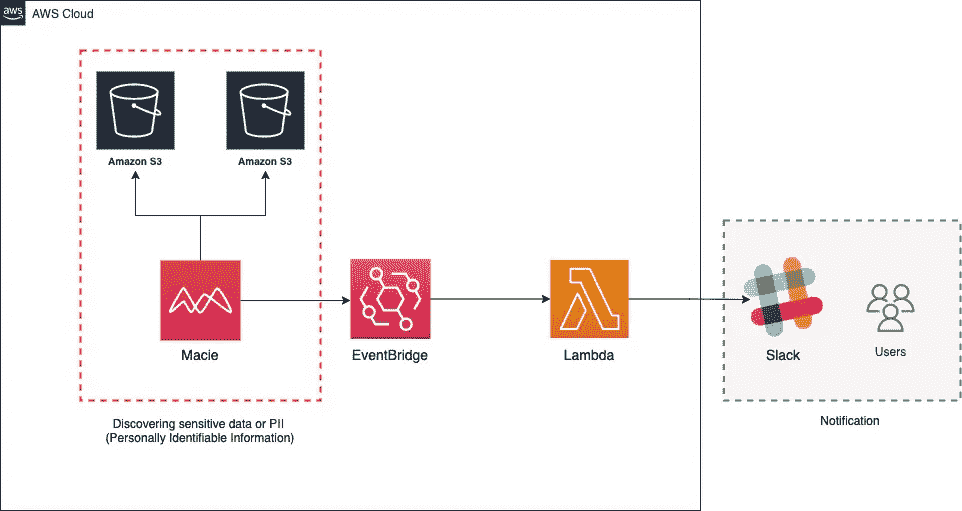 aws
AWS Cloud
Amazon S3
Amazon S3
Macie
EventBridge
Lambda
Slack
Users
Discovering sensitive data or PII
(Personally Identifiable Information)
Notification